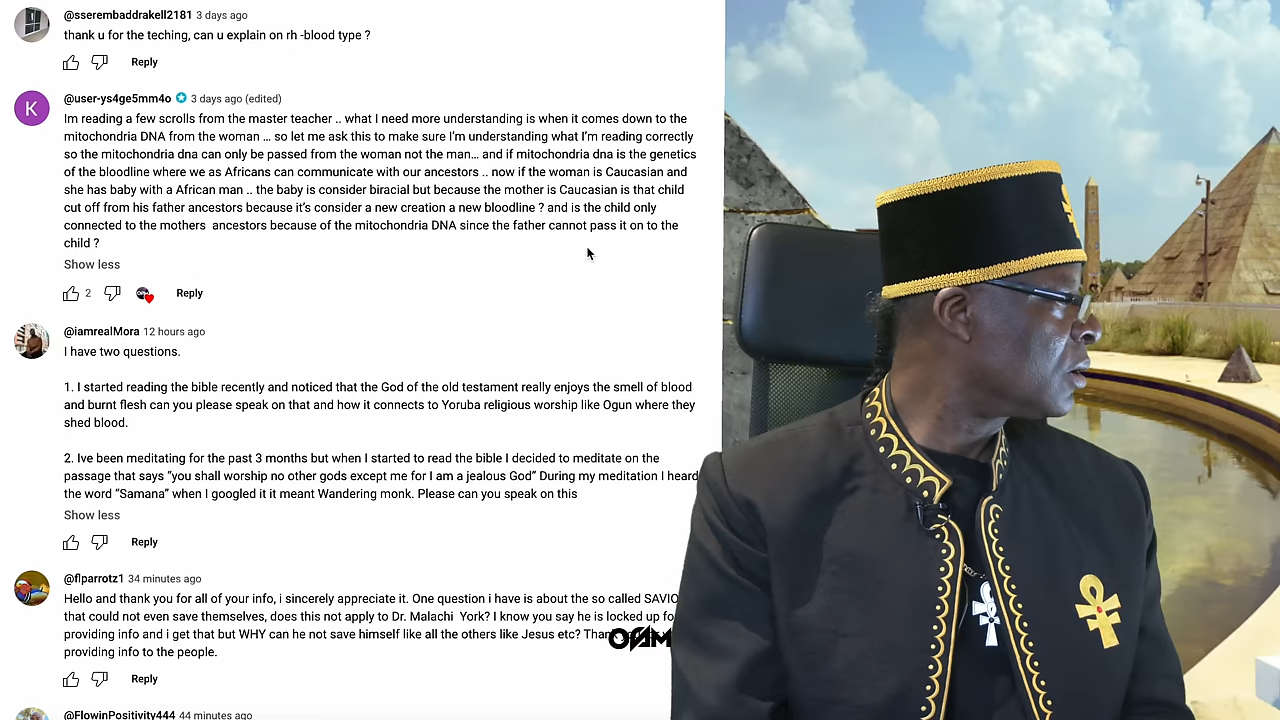 @sserembaddrakell2181 3 days ago
thank u for the teching, can u explain on rh -blood type ?
Reply
K
@user-ys4ge5mm4o 3 days ago (edited)
Im reading a few scrolls from the master teacher .. what I need more understanding is when it comes down to the
mitochondria DNA from the woman ... so let me ask this to make sure I'm understanding what I'm reading correctly
so the mitochondria dna can only be passed from the woman not the man... and if mitochondria dna is the genetics
of the bloodline where we as Africans can communicate with our ancestors .. now if the woman is Caucasian and
she has baby with a African man .. the baby is consider biracial but because the mother is Caucasian is that child
cut off from his father ancestors because it's consider a new creation a new bloodline ? and is the child only
connected to the mothers ancestors because of the mitochondria DNA since the father cannot pass it on to the
child ?
Show less
2
Reply
@iamrealMora 12 hours ago
I have two questions.
1. I started reading the bible recently and noticed that the God of the old testament really enjoys the smell of blood
and burnt flesh can you please speak on that and how it connects to Yoruba religious worship like Ogun where they
shed blood.
2. Ive been meditating for the past 3 months but when I started to read the bible I decided to meditate on the
passage that says “you shall worship no other gods except me for I am a jealous God” During my meditation I heard
the word “Samana” when I googled it it meant Wandering monk. Please can you speak on this
Show less
Reply
@flparrotz1 34 minutes ago
Hello and thank you for all of your info, i sincerely appreciate it. One question i have is about the so called SAVIO
that could not even save themselves, does this not apply to Dr. Malachi York? I know you say he is locked up fo
providing info and i get that but WHY can he not save himself like all the others like Jesus etc?
providing info to the people.
Reply
@FlowinPositivity444 44 minutes ago